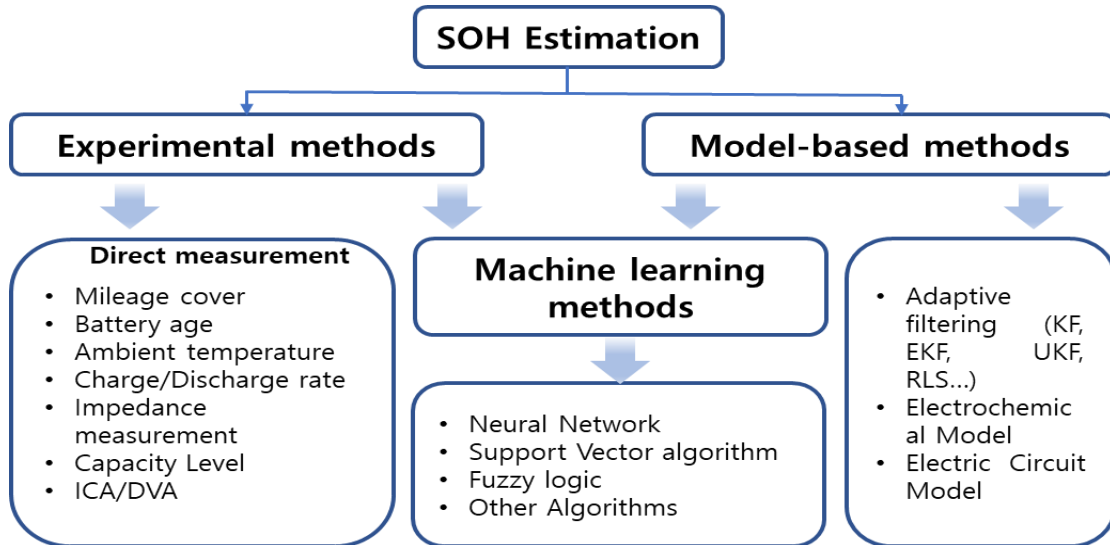 SOH Estimation
Experimental methods
Model-based methods
Direct measurement
• Mileage cover
• Battery age
• Ambient temperature
• Charge/Discharge rate
• Impedance
measurement
• Capacity Level
• ICA/DVA
Machine learning
methods
• Neural Network
• Support Vector algorithm
• Fuzzy logic
• Other Algorithms
• Adaptive
filtering (KF,
EKF, UKF,
RLS...)
• Electrochemic
al Model
• Electric Circuit
Model